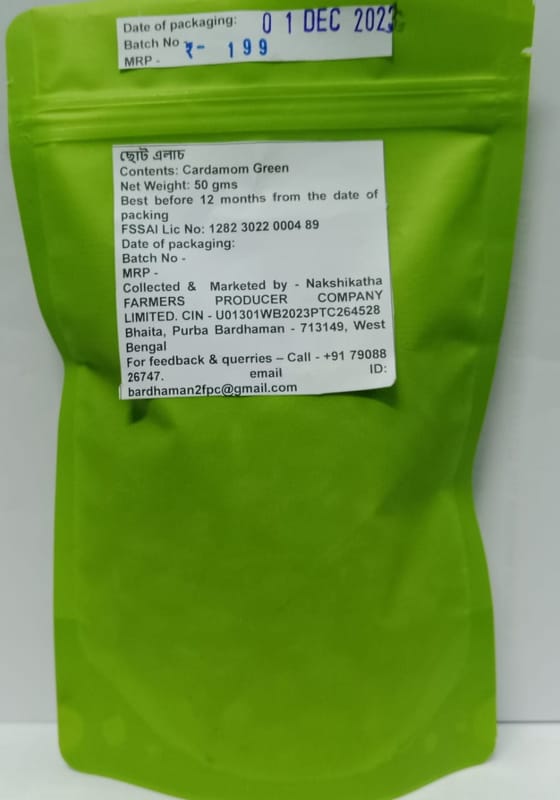 Date of packaging: 0 1 DEC 2023
Batch No
₹- 199
MRP -
ছোট এলাচ
Contents: Cardamom Green
Net Weight: 50 gms
Best before 12 months from the date of
packing
FSSAI Lic No: 1282 3022 0004 89
Date of packaging:
Batch No -
MRP -
Collected & Marketed by - Nakshikatha
FARMERS PRODUCER COMPANY
LIMITED. CIN - U01301WB2023PTC264528
Bhaita, Purba Bardhaman - 713149, West
Bengal
For feedback & querries – Call - +91 79088
26747. email ID:
bardhaman2fpc@gmail.com